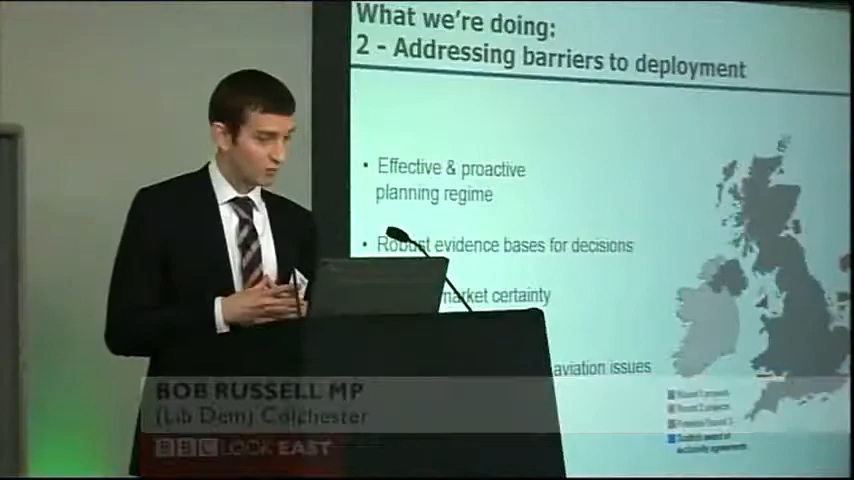 What we're doing:
2 - Addressing barriers to deployment
• Effective & proactive
planning regime
• Robust evidence bases for decisions
market certainty
aviation issues
BOB RUSSELL MP
(Lib Dem) Colchester
BBC LOOK EAST